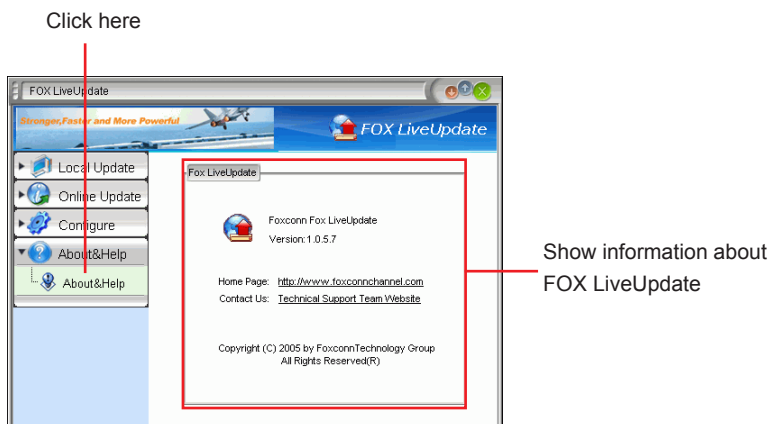 Click here
FOX LiveUpdate
Stronger,Faster and More Powerful
FOX LiveUpdate
Local Update
Online Update
Configure
About&Help
About&Help
Fox LiveUpdate
Foxconn Fox LiveUpdate
Version:1.0.5.7
Home Page: http://www.foxconnchannel.com
Contact Us: Technical Support Team Website
Copyright (C) 2005 by FoxconnTechnology Group
All Rights Reserved(R)
Show information about
FOX LiveUpdate